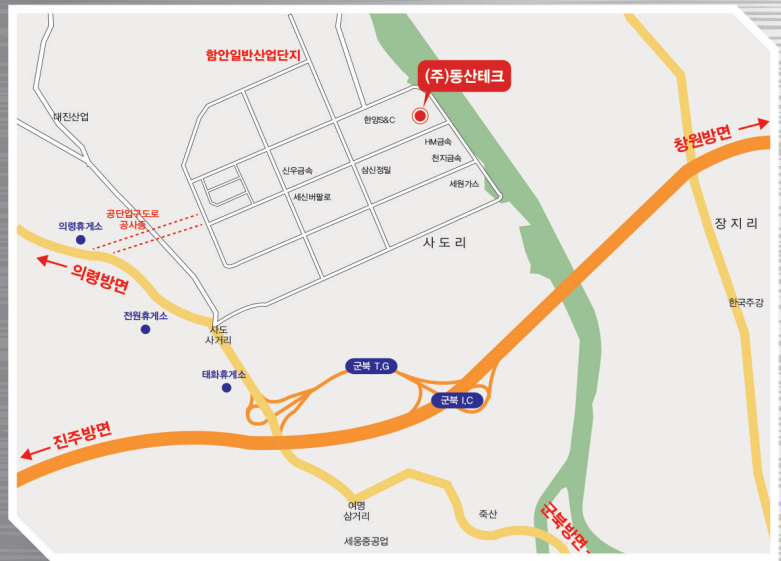 함안일반산업단지
(주)동산테크
대진산업
한양S&C
HM금속
천지금속
신우금속
삼신정밀
세원가스
세신버팔로
창원방면
공단입구도로
공사중
의령휴게소
사도리
장지리
의령방면
한국주강
전원휴게소
사도
사거리
군북 T.G
태화휴게소
군북 I.C
진주방면
여명
삼거리
죽산
군북방면
세웅중공업